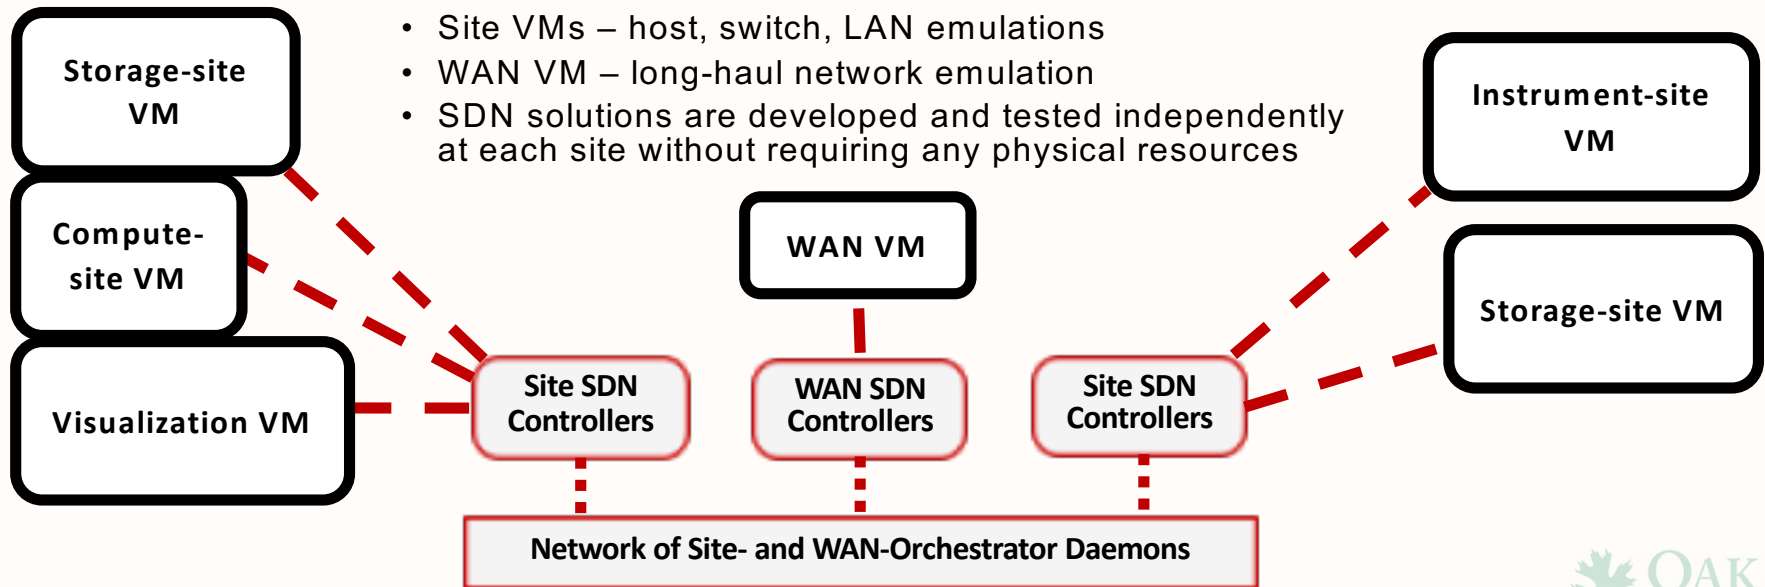 • Site VMs – host, switch, LAN emulations
• WAN VM – long-haul network emulation
• SDN solutions are developed and tested independently
at each site without requiring any physical resources
Storage-site
VM
Compute-
site VM
Visualization VM
WAN VM
Instrument-site
VM
Storage-site VM
Site SDN
Controllers
WAN SDN
Controllers
Site SDN
Controllers
Network of Site- and WAN-Orchestrator Daemons
OAK